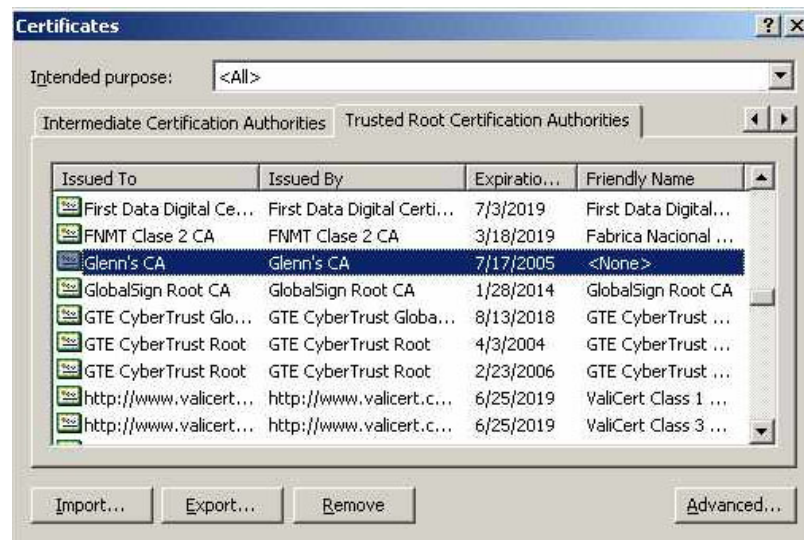 Certificates
Intended purpose: <All>
Intermediate Certification Authorities Trusted Root Certification Authorities
Issued To Issued By Expiratio... Friendly Name
First Data Digital Ce... First Data Digital Certi... 7/3/2019 First Data Digital...
FNMT Clase 2 CA FNMT Clase 2 CA 3/18/2019 Fabrica Nacional ...
Glenn's CA Glenn's CA 7/17/2005 <None>
GlobalSign Root CA GlobalSign Root CA 1/28/2014 GlobalSign Root CA
GTE CyberTrust Glo... GTE CyberTrust Globa... 8/13/2018 GTE CyberTrust ...
GTE CyberTrust Root GTE CyberTrust Root 4/3/2004 GTE CyberTrust ...
GTE CyberTrust Root GTE CyberTrust Root 2/23/2006 GTE CyberTrust ...
http://www.valicert... http://www.valicert.c... 6/25/2019 ValiCert Class 1 ...
http://www.valicert... http://www.valicert.c... 6/25/2019 ValiCert Class 3 ...
Import... Export... Remove Advanced...